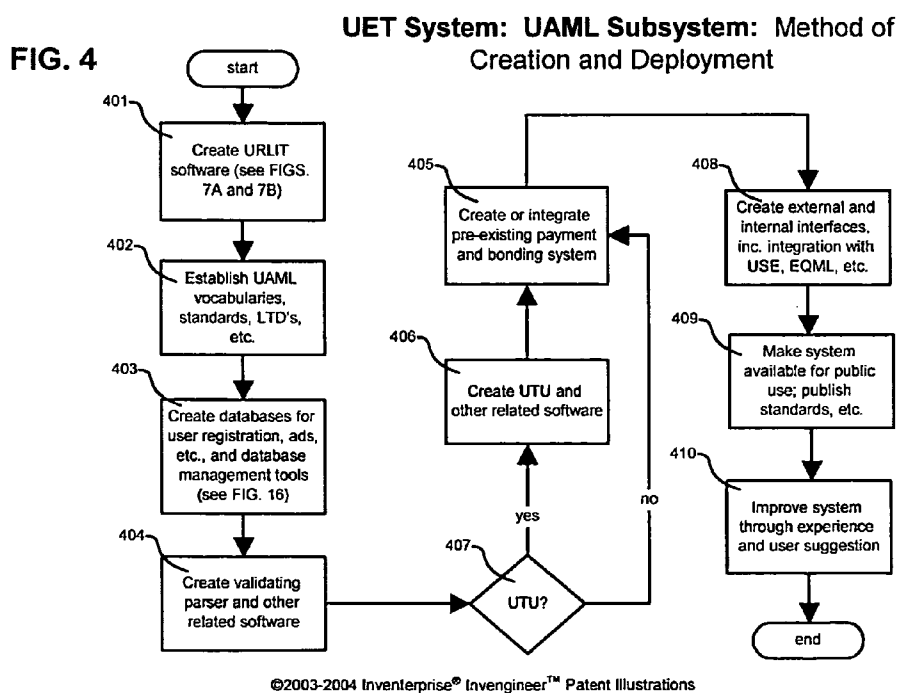 UET System: UAML Subsystem: Method of
Creation and Deployment
FIG. 4
start
401
Create URLIT
software (see FIGS.
7A and 7B)
402
Establish UAML
vocabularies,
standards, LTD's,
etc.
403
Create databases for
user registration, ads,
etc., and database
management tools
(see FIG. 16)
404
Create validating
parser and other
related software
405
Create or integrate
pre-existing payment
and bonding system
406
Create UTU and
other related software
yes
no
407
UTU?
408
Create external and
internal interfaces,
inc. integration with
USE, EQML, etc.
409
Make system
available for public
use; publish
standards, etc.
410
Improve system
through experience
and user suggestion
end
©2003-2004 Inventerprise® Invengineer™ Patent Illustrations